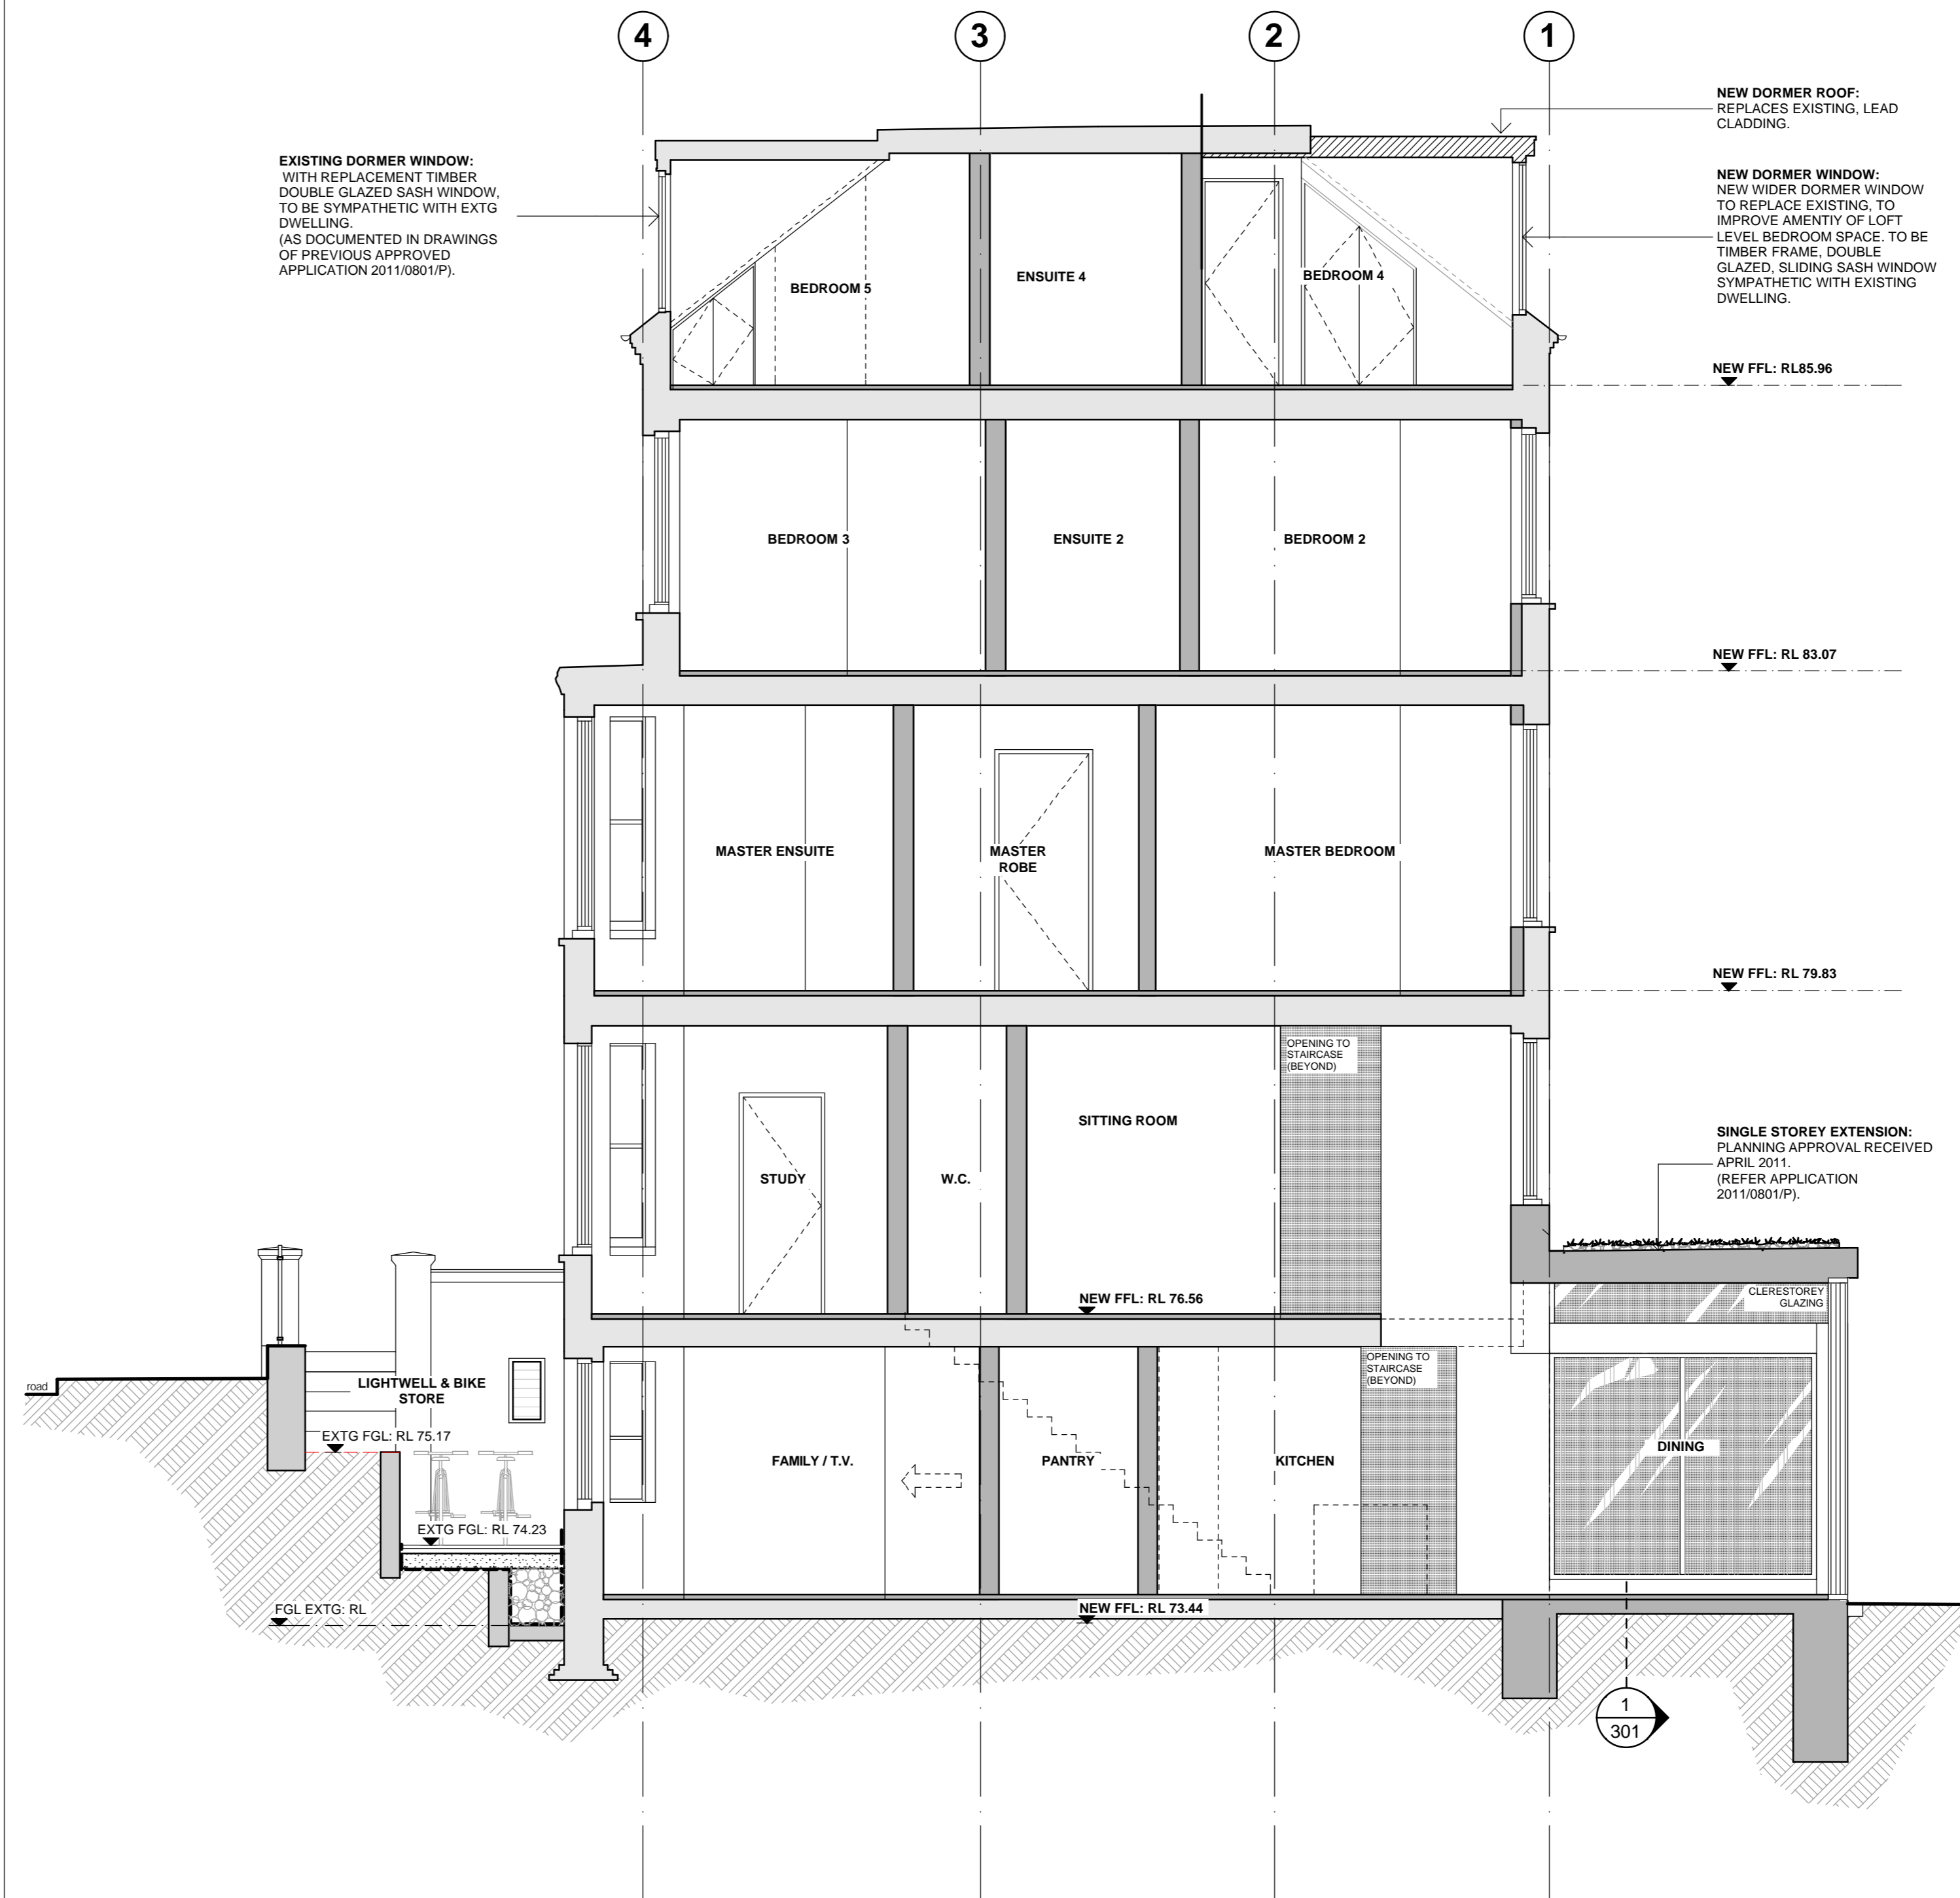 4
3
2
1
NEW DORMER ROOF:
REPLACES EXISTING, LEAD
CLADDING.
EXISTING DORMER WINDOW:
WITH REPLACEMENT TIMBER
DOUBLE GLAZED SASH WINDOW,
TO BE SYMPATHETIC WITH EXTG
DWELLING.
(AS DOCUMENTED IN DRAWINGS
OF PREVIOUS APPROVED
APPLICATION 2011/0801/P).
NEW DORMER WINDOW:
NEW WIDER DORMER WINDOW
TO REPLACE EXISTING, TO
IMPROVE AMENTIY OF LOFT
LEVEL BEDROOM SPACE. TO BE
TIMBER FRAME, DOUBLE
GLAZED, SLIDING SASH WINDOW
SYMPATHETIC WITH EXISTING
DWELLING.
BEDROOM 5
ENSUITE 4
BEDROOM 4
NEW FFL: RL85.96
BEDROOM 3
ENSUITE 2
BEDROOM 2
NEW FFL: RL 83.07
MASTER ENSUITE
MASTER
ROBE
MASTER BEDROOM
NEW FFL: RL 79.83
OPENING TO
STAIRCASE
(BEYOND)
SITTING ROOM
STUDY
W.C.
SINGLE STOREY EXTENSION:
PLANNING APPROVAL RECEIVED
APRIL 2011.
(REFER APPLICATION
2011/0801/P).
NEW FFL: RL 76.56
CLERESTOREY
GLAZING
OPENING TO
STAIRCASE
(BEYOND)
road
LIGHTWELL & BIKE
STORE
EXTG FGL: RL 75.17
FAMILY / T.V.
PANTRY
KITCHEN
DINING
EXTG FGL: RL 74.23
FGL EXTG: RL
NEW FFL: RL 73.44
1
301